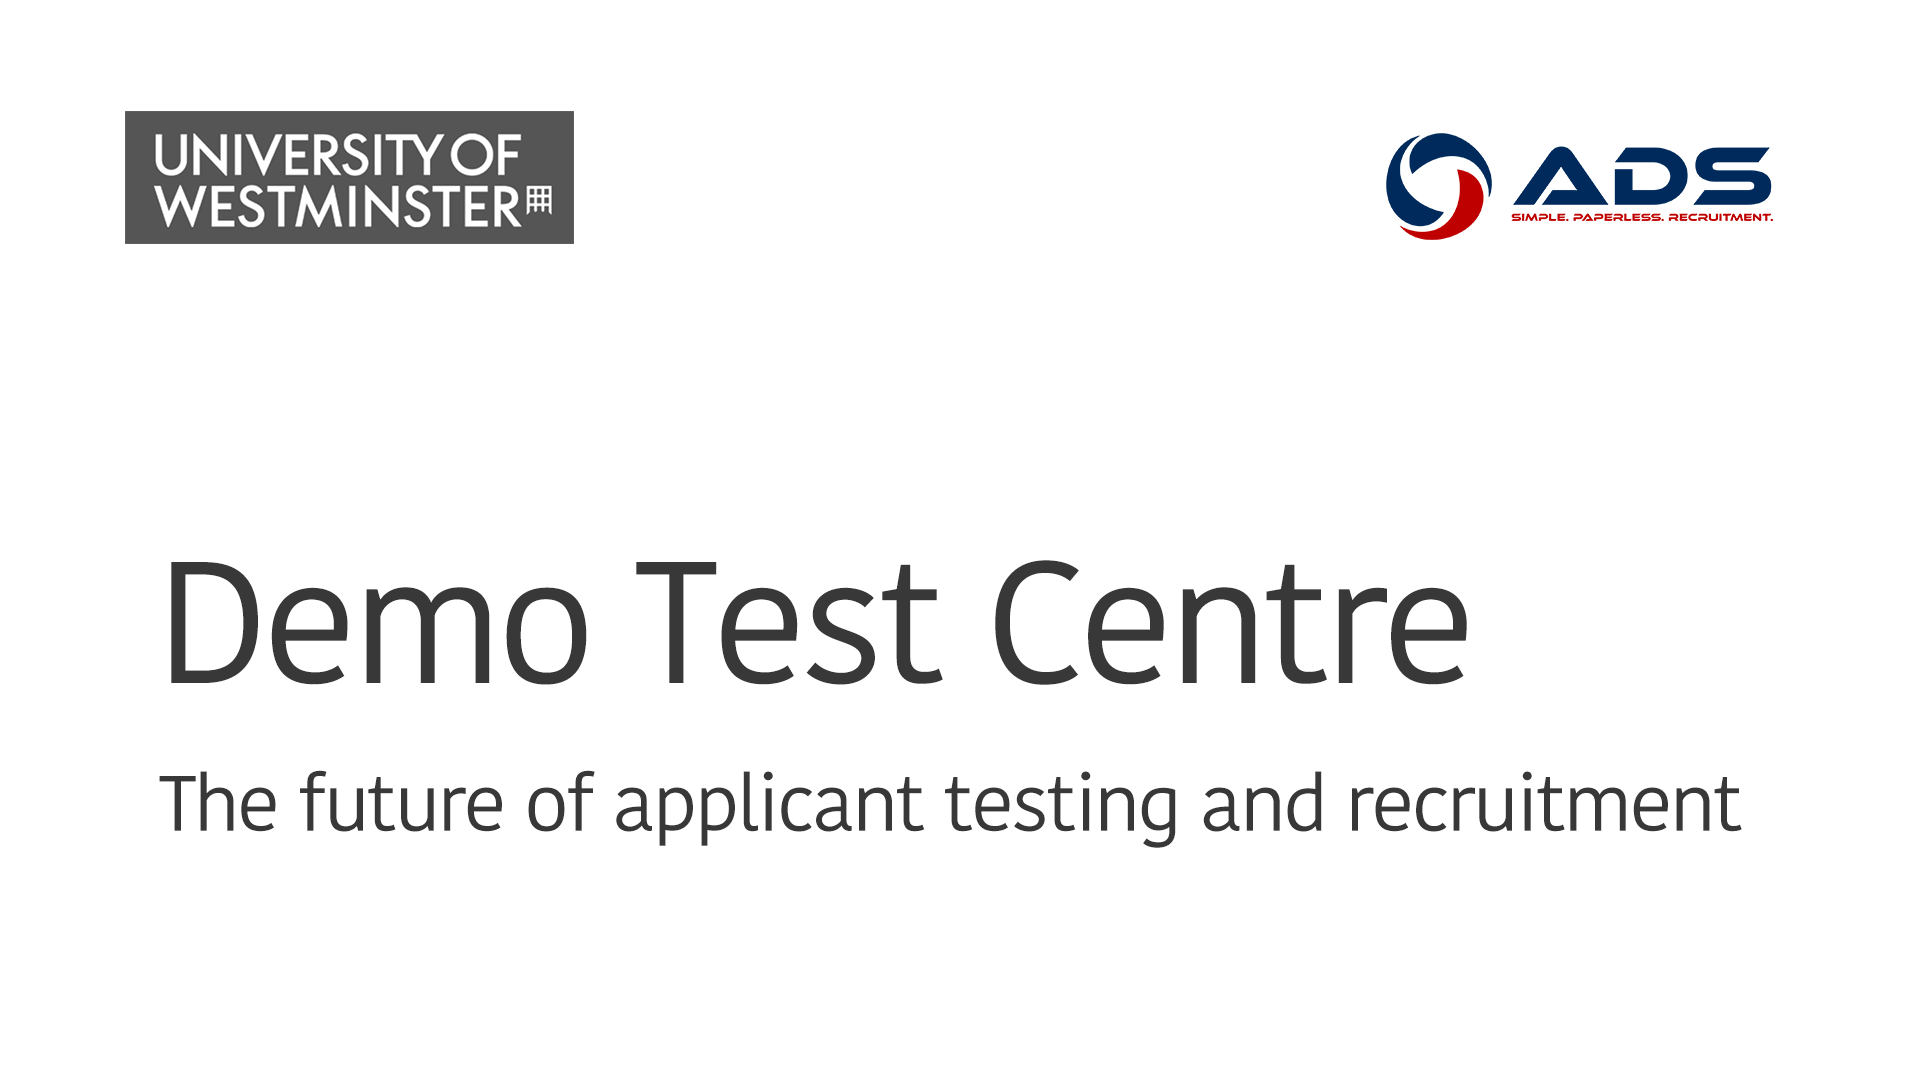 UNIVERSITY OF
WESTMINSTER
ADS
SIMPLE. PAPERLESS. RECRUITMENT.
Demo Test Centre
The future of applicant testing and recruitment